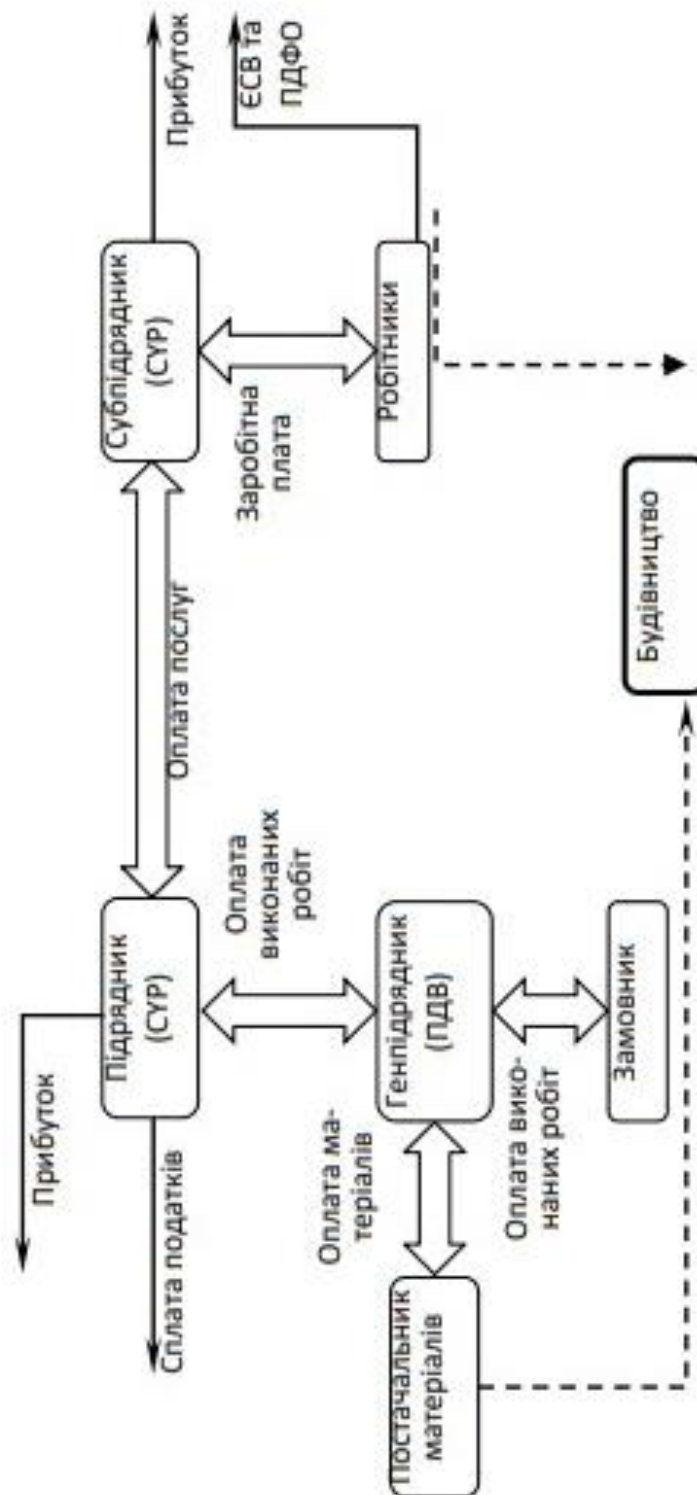 Прибуток
Сплата податків
Підрядник
(СУР)
Оплата послуг
Субпідрядник
(СУР)
Прибуток
Оплата
виконаних
робіт
Заробітна
плата
ЄСВ та
ПДФО
Оплата ма-
теріалів
Генпідрядник
(ПДВ)
Робітники
Постачальник
матеріалів
Оплата вико-
наних робіт
Замовник
Будівництво